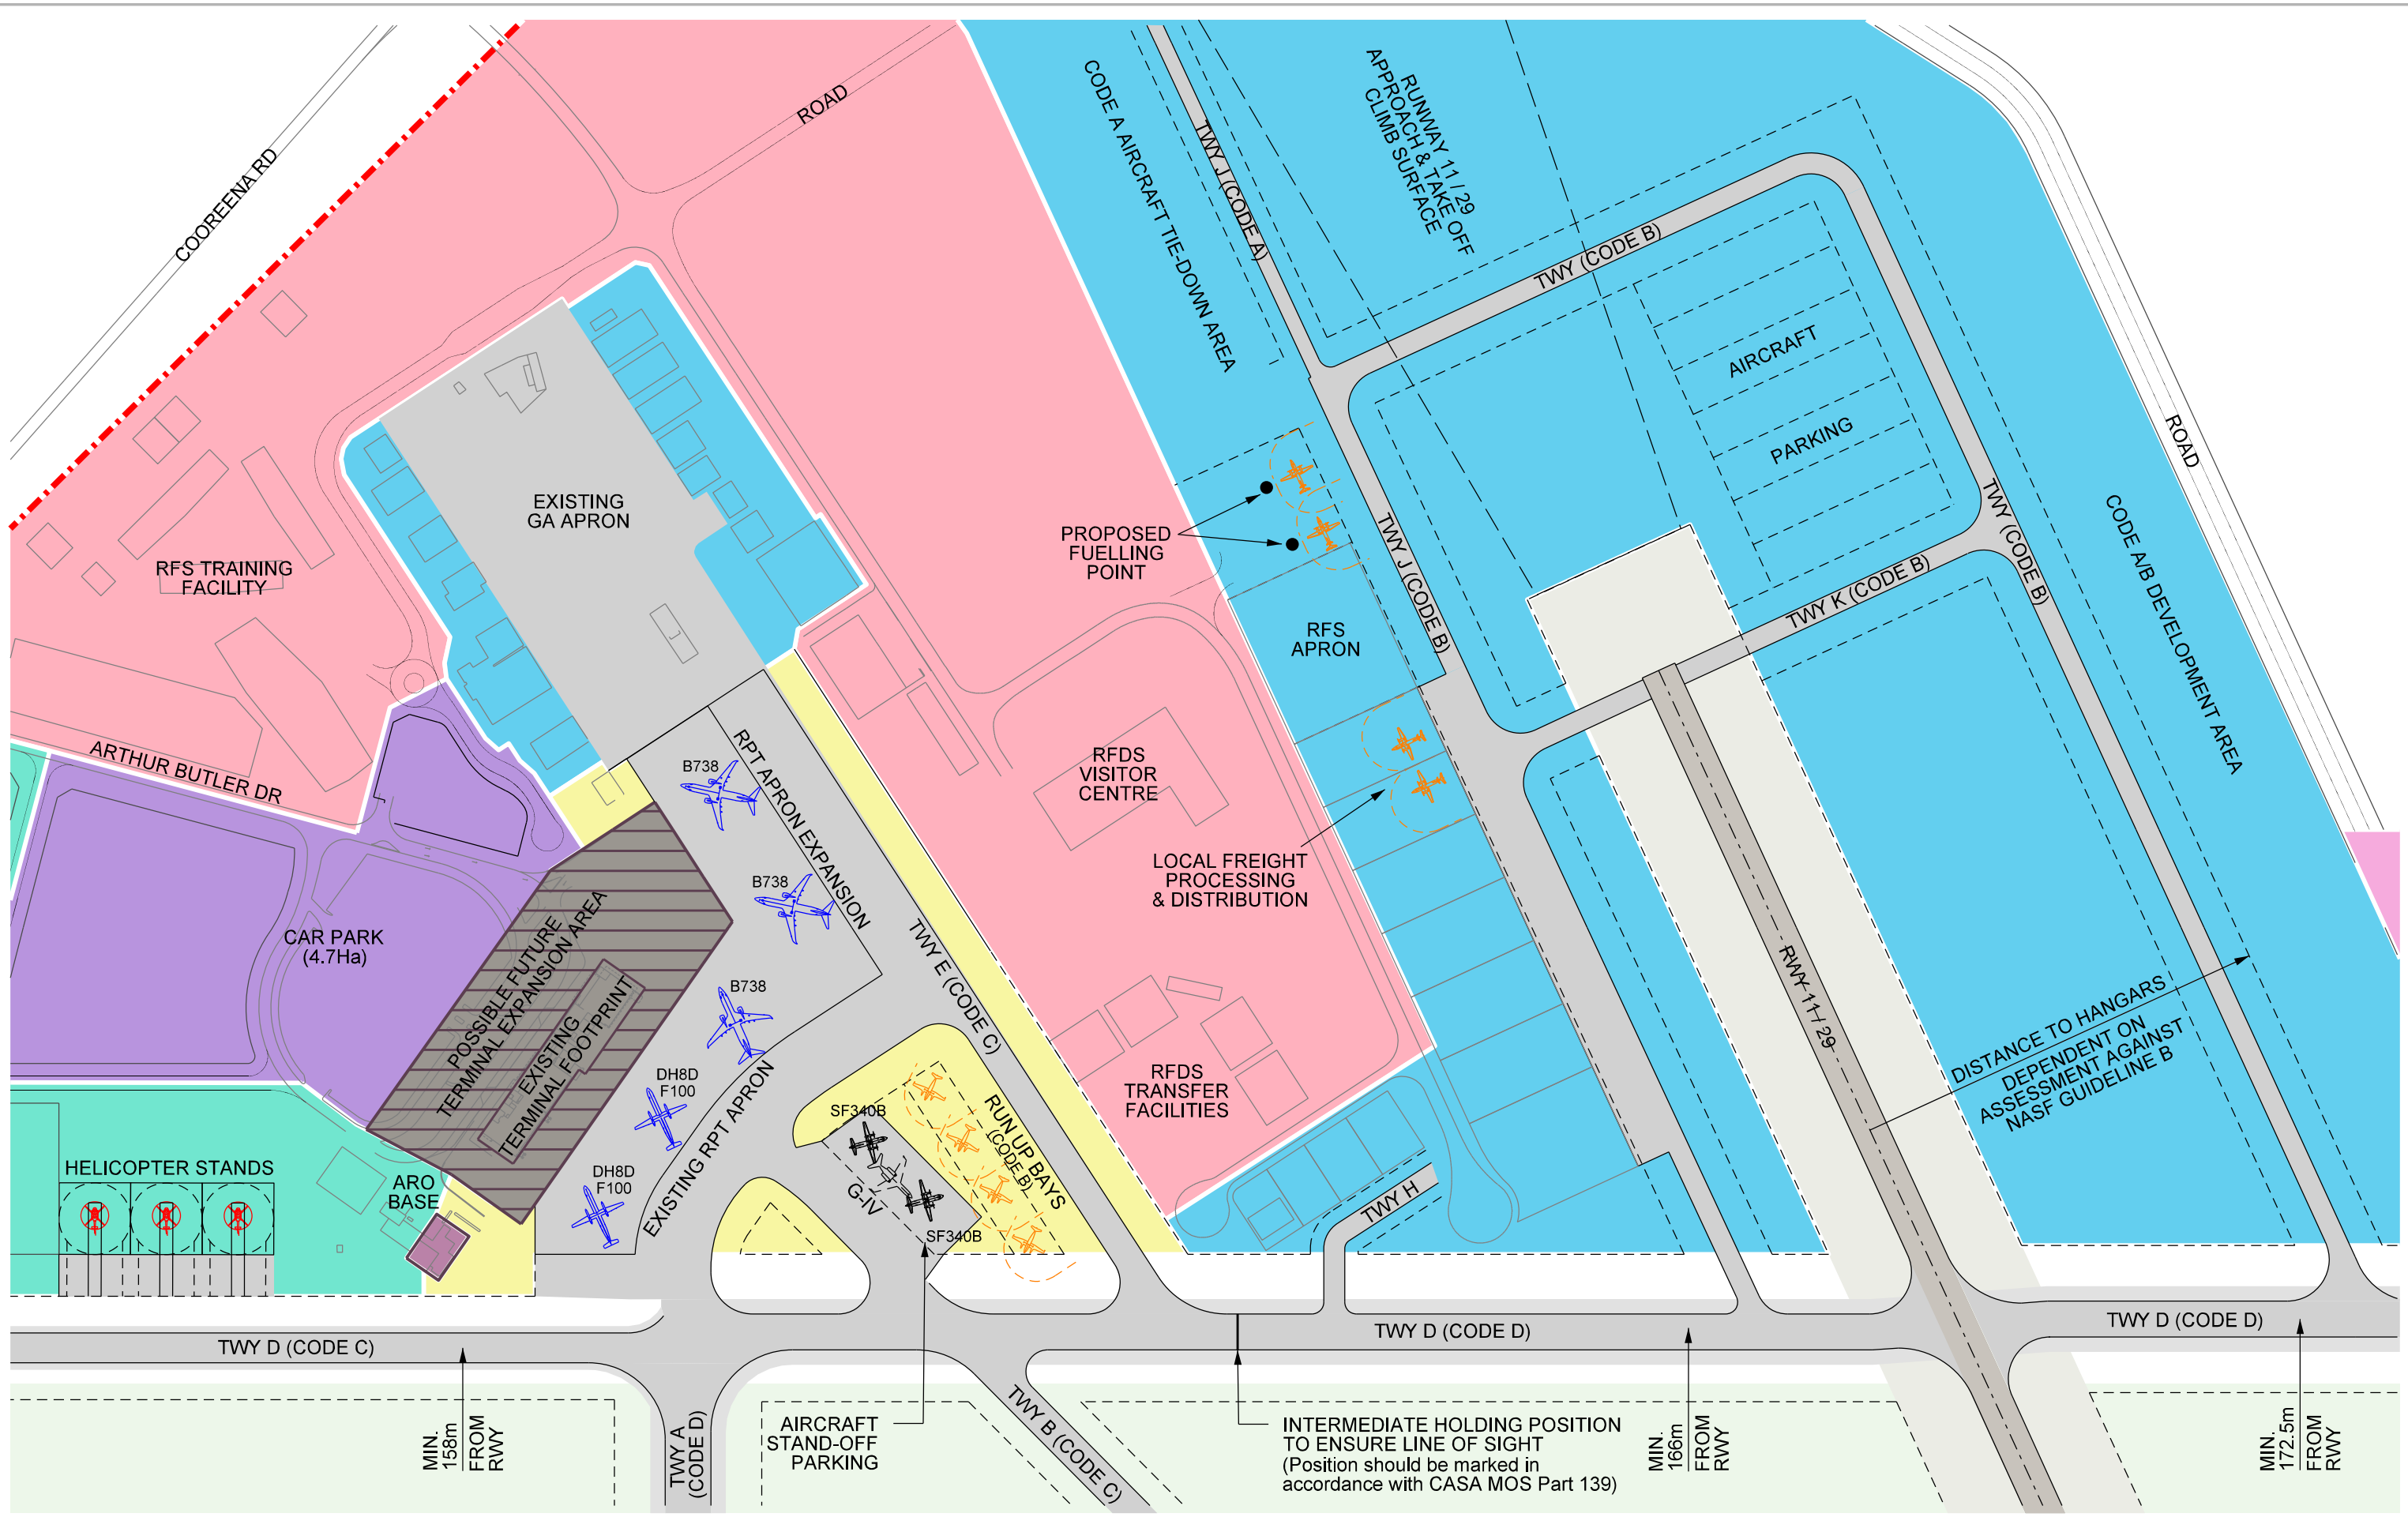 COOREENA RD
ROAD
CODE A AIRCRAFT TIE-DOWN AREA
TWY J (CODE A)
RUNWAY 11 / 29
APPROACH & TAKE OFF
CLIMB SURFACE
TWY (CODE B)
AIRCRAFT
PARKING
ROAD
TWY (CODE B)
CODE A/B DEVELOPMENT AREA
EXISTING
GA APRON
PROPOSED
FUELLING
POINT
TWY J (CODE B)
RFS TRAINING
FACILITY
TWY K (CODE B)
RFS
APRON
ARTHUR BUTLER DR
B738
RPT APRON EXPANSION
RFDS
VISITOR
CENTRE
B738
LOCAL FREIGHT
PROCESSING
& DISTRIBUTION
CAR PARK
(4.7Ha)
POSSIBLE FUTURE
TERMINAL EXPANSION AREA
EXISTING
TERMINAL FOOTPRINT
B738
TWY E (CODE C)
RWY 11 / 29
DISTANCE TO HANGARS
DEPENDENT ON
ASSESSMENT AGAINST
NASF GUIDELINE B
DH8D
F100
EXISTING RPT APRON
SF340B
RUN UP BAYS
(CODE B)
RFDS
TRANSFER
FACILITIES
HELICOPTER STANDS
ARO
BASE
DH8D
F100
G-IV
SF340B
TWY H
TWY D (CODE C)
TWY D (CODE D)
TWY D (CODE D)
MIN.
158m
FROM
RWY
TWY A
(CODE D)
AIRCRAFT
STAND-OFF
PARKING
TWY B (CODE C)
INTERMEDIATE HOLDING POSITION
TO ENSURE LINE OF SIGHT
(Position should be marked in
accordance with CASA MOS Part 139)
MIN.
166m
FROM
RWY
MIN.
172.5m
FROM
RWY